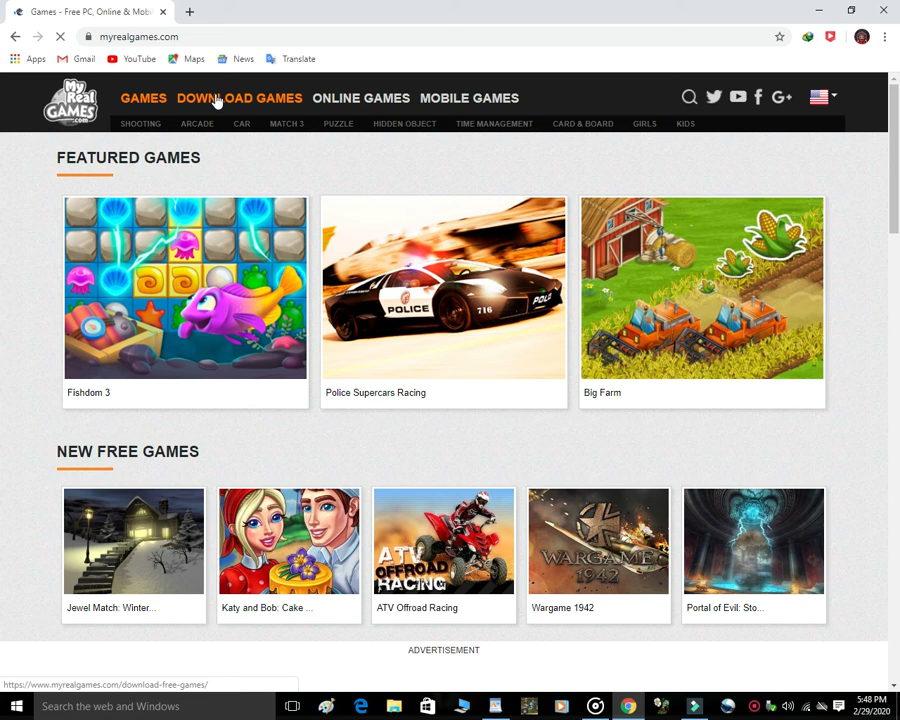 Games - Free PC, Online & Mobi
myrealgames.com
Apps Gmail YouTube Maps News Translate
My Real GAMES .com
GAMES DOWNLOAD GAMES ONLINE GAMES MOBILE GAMES
SHOOTING ARCADE CAR MATCH 3 PUZZLE HIDDEN OBJECT TIME MANAGEMENT CARD & BOARD GIRLS KIDS
FEATURED GAMES
POLICE
716
POLIC
Fishdom 3 Police Supercars Racing Big Farm
NEW FREE GAMES
ATV OFFROAD RACING
WARGAME 1942
Jewel Match: Winter... Katy and Bob: Cake ... ATV Offroad Racing Wargame 1942 Portal of Evil: Sto...
ADVERTISEMENT
https://www.myrealgames.com/download-free-games/
Search the web and Windows
5:48 PM
2/29/2020